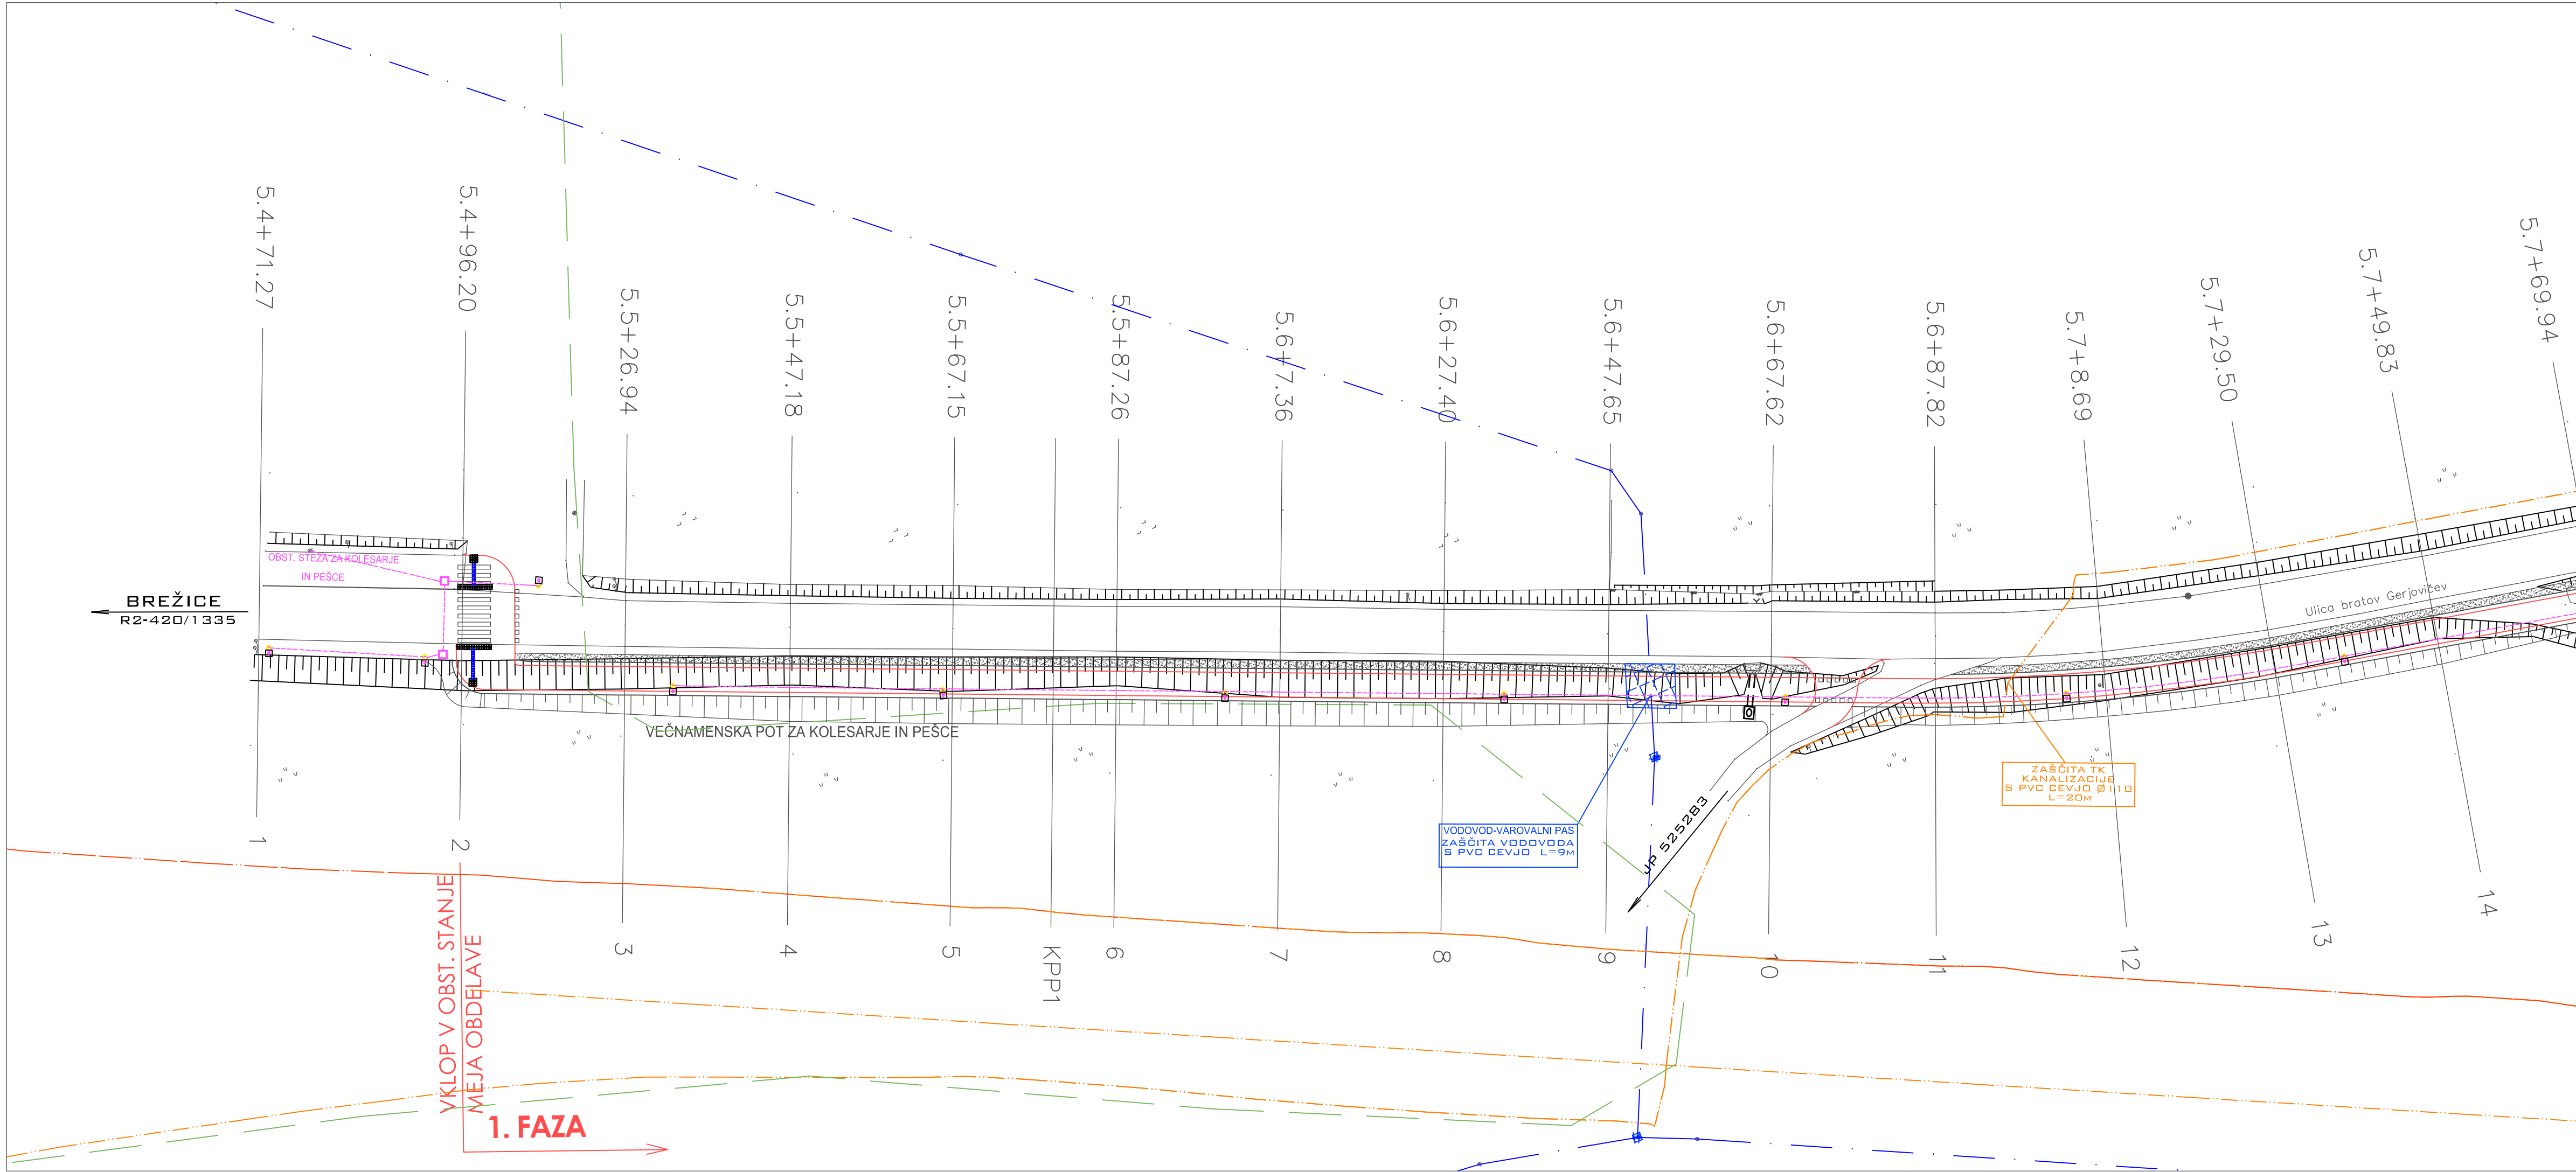 5.4+71.27
5.4+96.20
5.5+26.94
5.5+47.18
5.5+67.15
5.5+87.26
5.6+7.36
5.6+27.40
5.6+47.65
5.6+67.62
5.6+87.82
5.7+8.69
5.7+29.50
5.7+49.83
5.7+69.94
OBST. STEZA ZA KOLESARJE
IN PEŠCE
BREŽICE
R2-420/1335
Ulica bratov Gerjovičev
VEČNAMENSKA POT ZA KOLESARJE IN PEŠCE
ZAŠČITA TK
KANALIZACIJE
S PVC CEVJO Ø110
L=20M
VODOVOD-VAROVALNI PAS
ZAŠČITA VODOVODA
S PVC CEVJO L=9M
JP 525283
1
2
3
4
5
KPP1
6
7
8
9
10
11
12
13
14
VKLOP V OBST. STANJE
MEJA OBDELAVE
1. FAZA